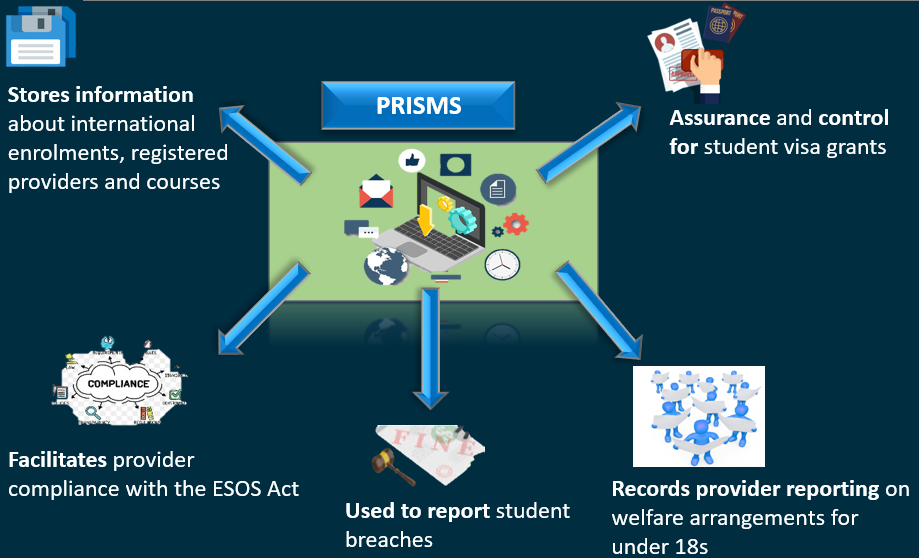 PRISMS
Stores information
about international
enrolments, registered
providers and courses
PASSPORT
Assurance and control
for student visa grants
COMPLIANCE
Facilitates provider
compliance with the ESOS Act
FINE
Used to report student
breaches
Records provider reporting on
welfare arrangements for
under 18s